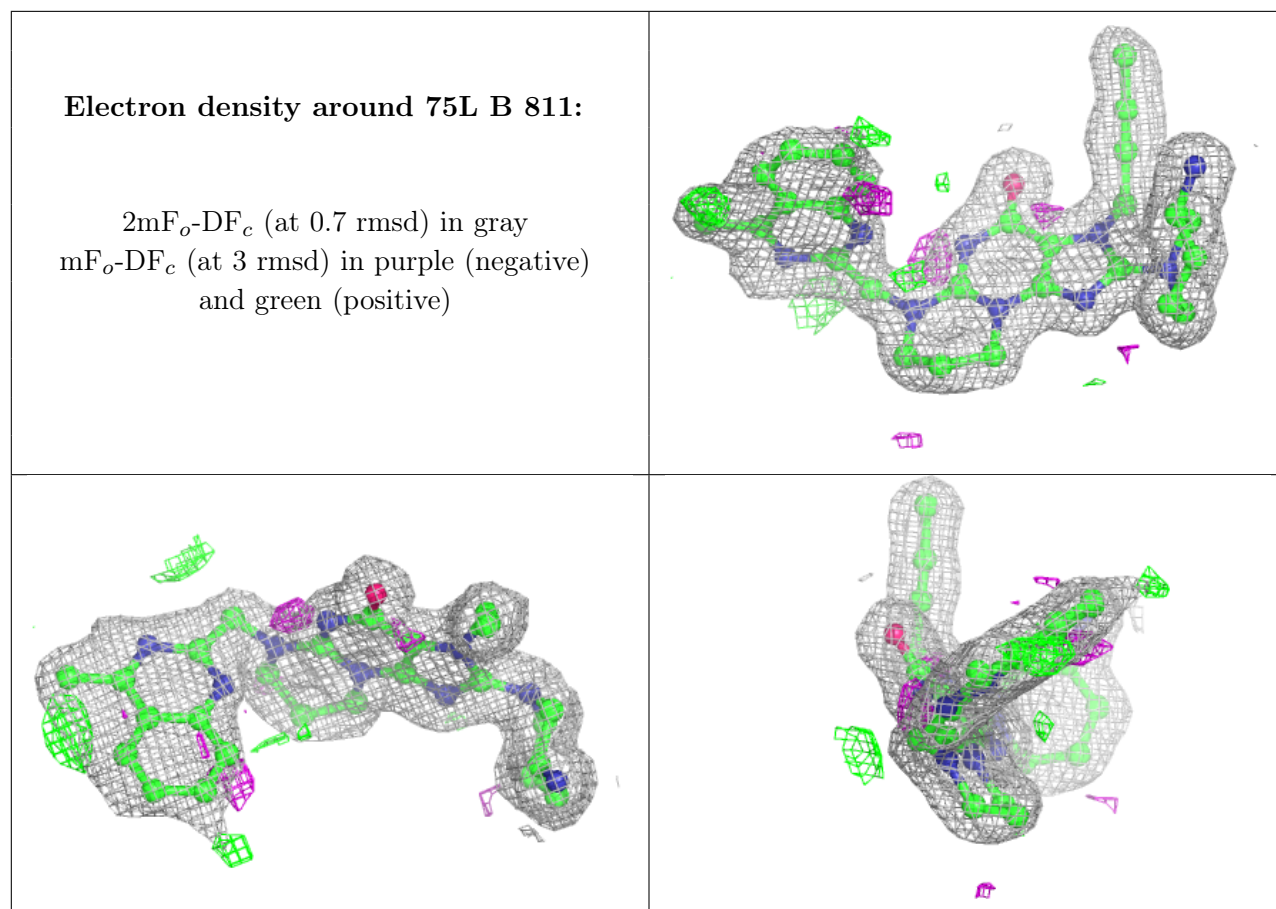 Electron density around 75L B 811:
2mFo-DFc (at 0.7 rmsd) in gray
mFo-DFc (at 3 rmsd) in purple (negative)
and green (positive)